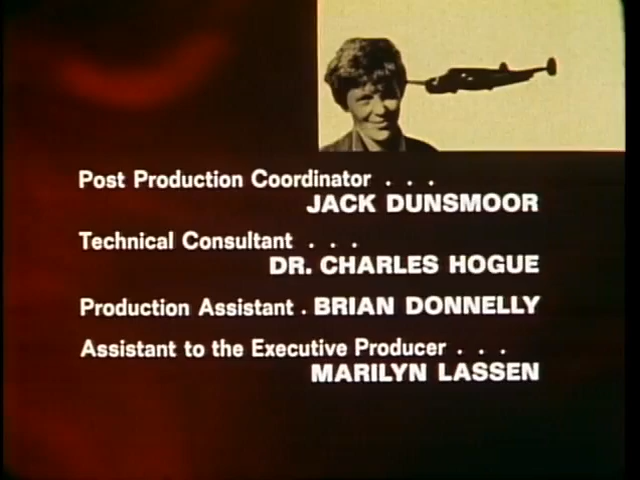 Post Production Coordinator . . .
JACK DUNSMOOR
Technical Consultant . . .
DR. CHARLES HOGUE
Production Assistant . BRIAN DONNELLY
Assistant to the Executive Producer . . .
MARILYN LASSEN